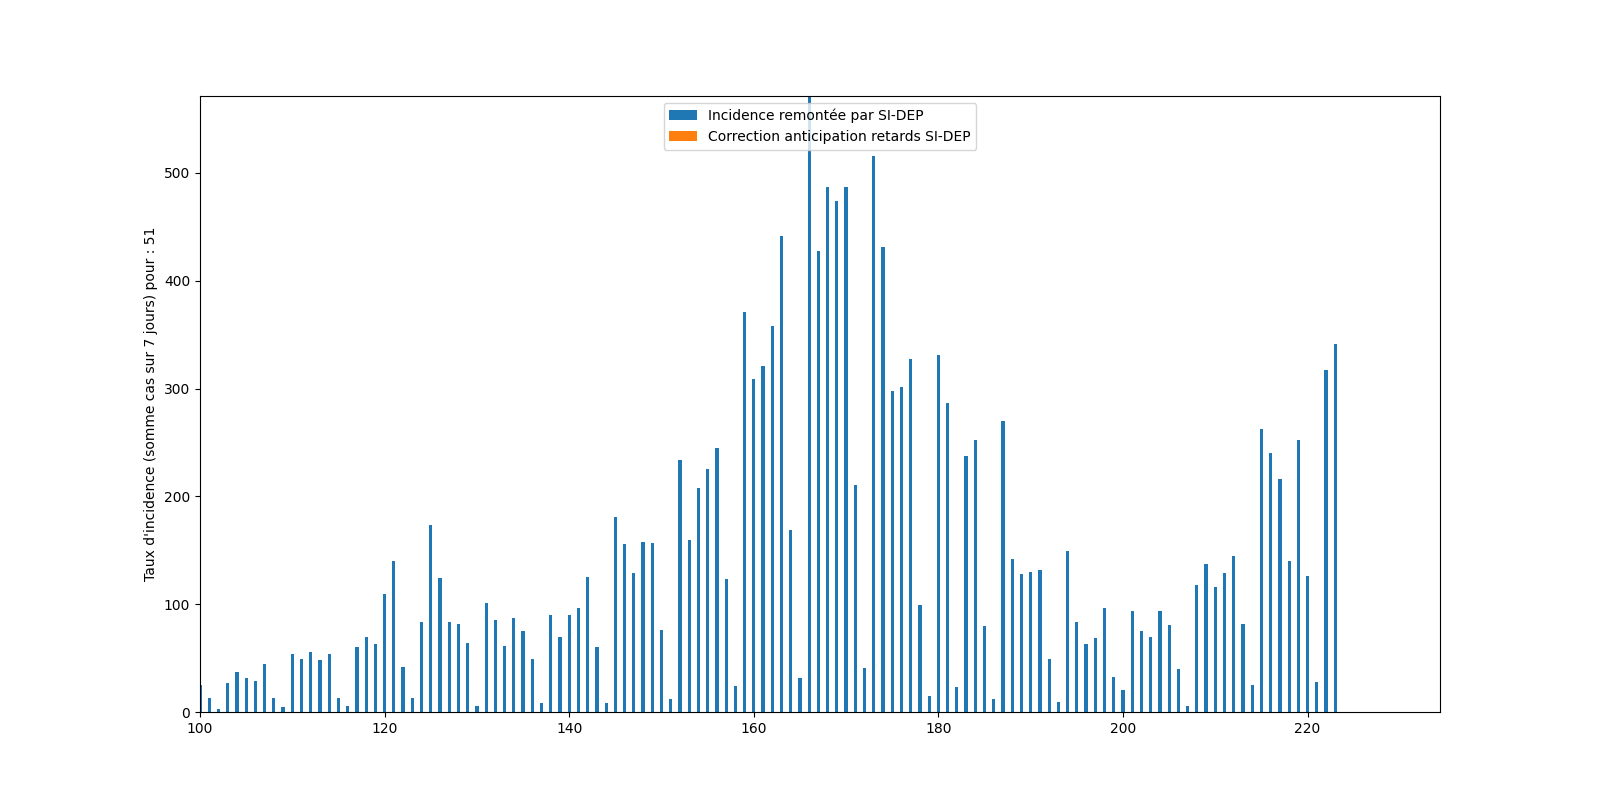 Incidence remontée par SI-DEP
Correction anticipation retards SI-DEP
Taux d'incidence (somme cas sur 7 jours) pour : 51
500
400
300
200
100
0
100 120 140 160 180 200 220